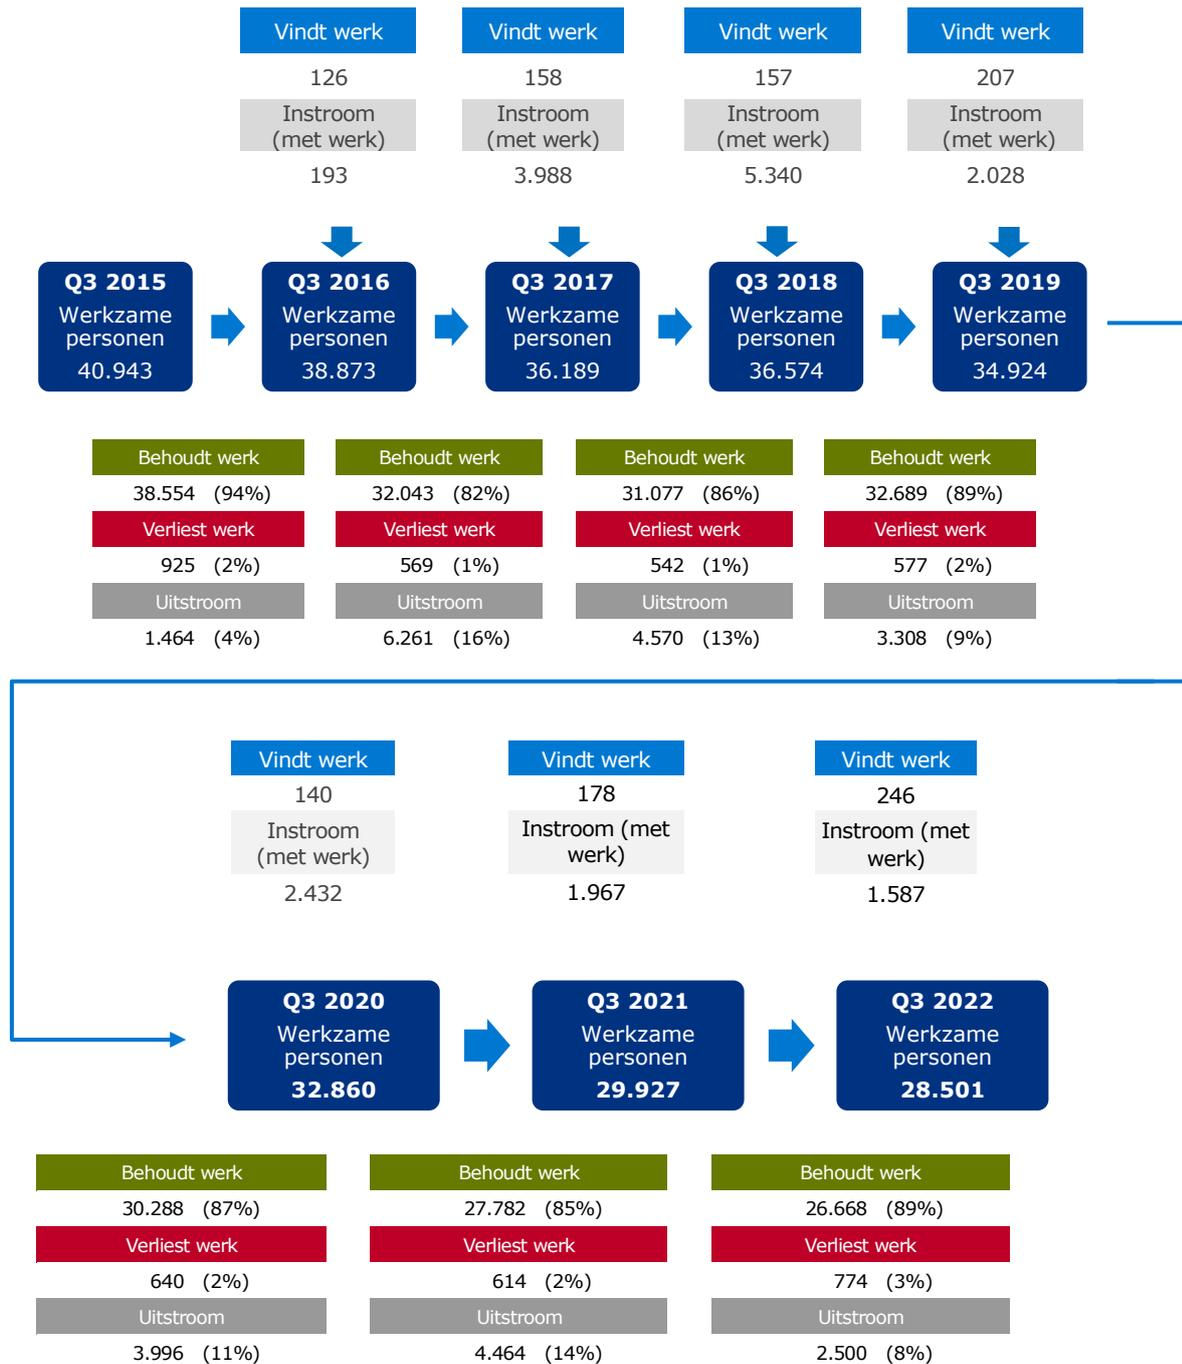 Vindt werk
126
Instroom
(met werk)
193
Vindt werk
158
Instroom
(met werk)
3.988
Vindt werk
157
Instroom
(met werk)
5.340
Vindt werk
207
Instroom
(met werk)
2.028
Q3 2015
Werkzame
personen
40.943
Q3 2016
Werkzame
personen
38.873
Q3 2017
Werkzame
personen
36.189
Q3 2018
Werkzame
personen
36.574
Q3 2019
Werkzame
personen
34.924
Behoudt werk
38.554 (94%)
Verliest werk
925 (2%)
Uitstroom
1.464 (4%)
Behoudt werk
32.043 (82%)
Verliest werk
569 (1%)
Uitstroom
6.261 (16%)
Behoudt werk
31.077 (86%)
Verliest werk
542 (1%)
Uitstroom
4.570 (13%)
Behoudt werk
32.689 (89%)
Verliest werk
577 (2%)
Uitstroom
3.308 (9%)
Vindt werk
140
Instroom
(met werk)
2.432
Vindt werk
178
Instroom (met
werk)
1.967
Vindt werk
246
Instroom (met
werk)
1.587
Q3 2020
Werkzame
personen
32.860
Q3 2021
Werkzame
personen
29.927
Q3 2022
Werkzame
personen
28.501
Behoudt werk
30.288 (87%)
Verliest werk
640 (2%)
Uitstroom
3.996 (11%)
Behoudt werk
27.782 (85%)
Verliest werk
614 (2%)
Uitstroom
4.464 (14%)
Behoudt werk
26.668 (89%)
Verliest werk
774 (3%)
Uitstroom
2.500 (8%)